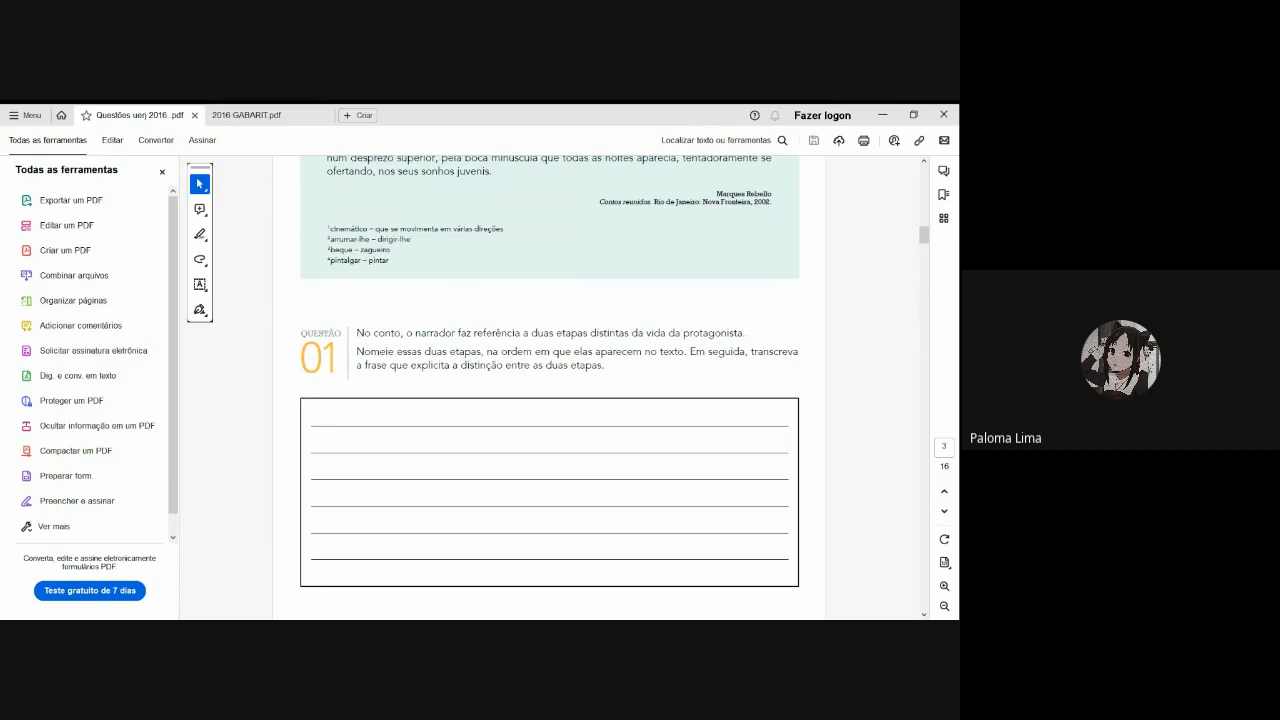 Menu
Questões uerj 2016..pdf
2016 GABARIT.pdf
+ Criar
Fazer logon
Todas as ferramentas
Editar
Converter
Assinar
Localizar texto ou ferramentas
Todas as ferramentas
Exportar um PDF
Editar um PDF
Criar um PDF
Combinar arquivos
Organizar páginas
Adicionar comentários
Solicitar assinatura eletrônica
Dig. e conv. em texto
Proteger um PDF
Ocultar informação em um PDF
Compactar um PDF
Preparar form.
Preencher e assinar
Ver mais
Converta, edite e assine eletronicamente
formulários PDF
Teste gratuito de 7 dias
num desprezo superior, pela boca minúscula que todas as noites aparecia, tentadoramente se
ofertando, nos seus sonhos juvenis.
Marques Rebello
Contos reunidos. Rio de Janeiro: Nova Fronteira, 2002.
¹cinemático – que se movimenta em várias direções
²arrumar-lhe – dirigir-lhe
³beque – zagueiro
⁴pintalgar – pintar
QUESTÃO
01
No conto, o narrador faz referência a duas etapas distintas da vida da protagonista.
Nomeie essas duas etapas, na ordem em que elas aparecem no texto. Em seguida, transcreva
a frase que explicita a distinção entre as duas etapas.
3
16
Paloma Lima